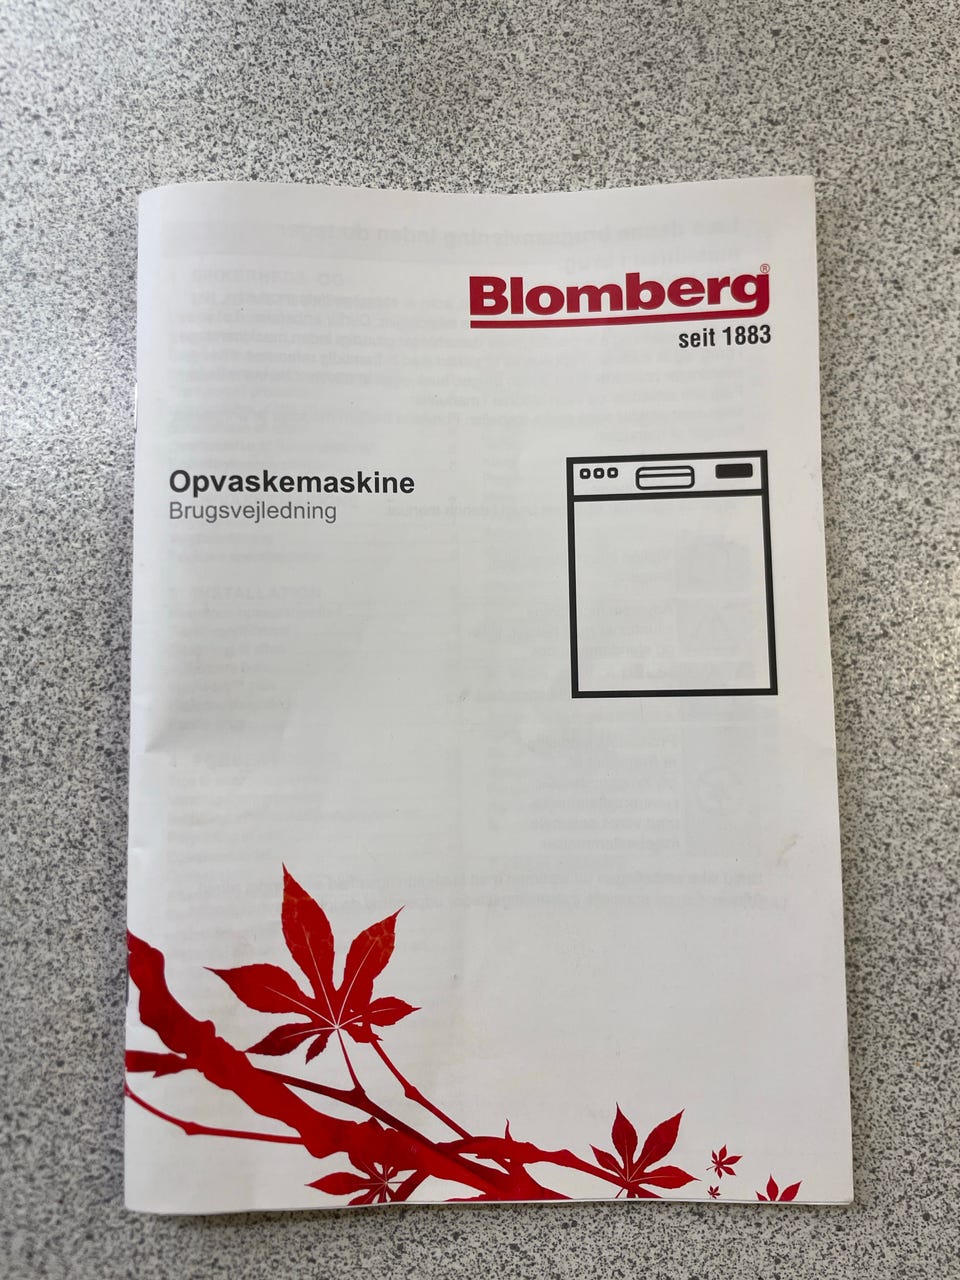 Blomberg®
seit 1883
Opvaskemaskine
Brugsvejledning